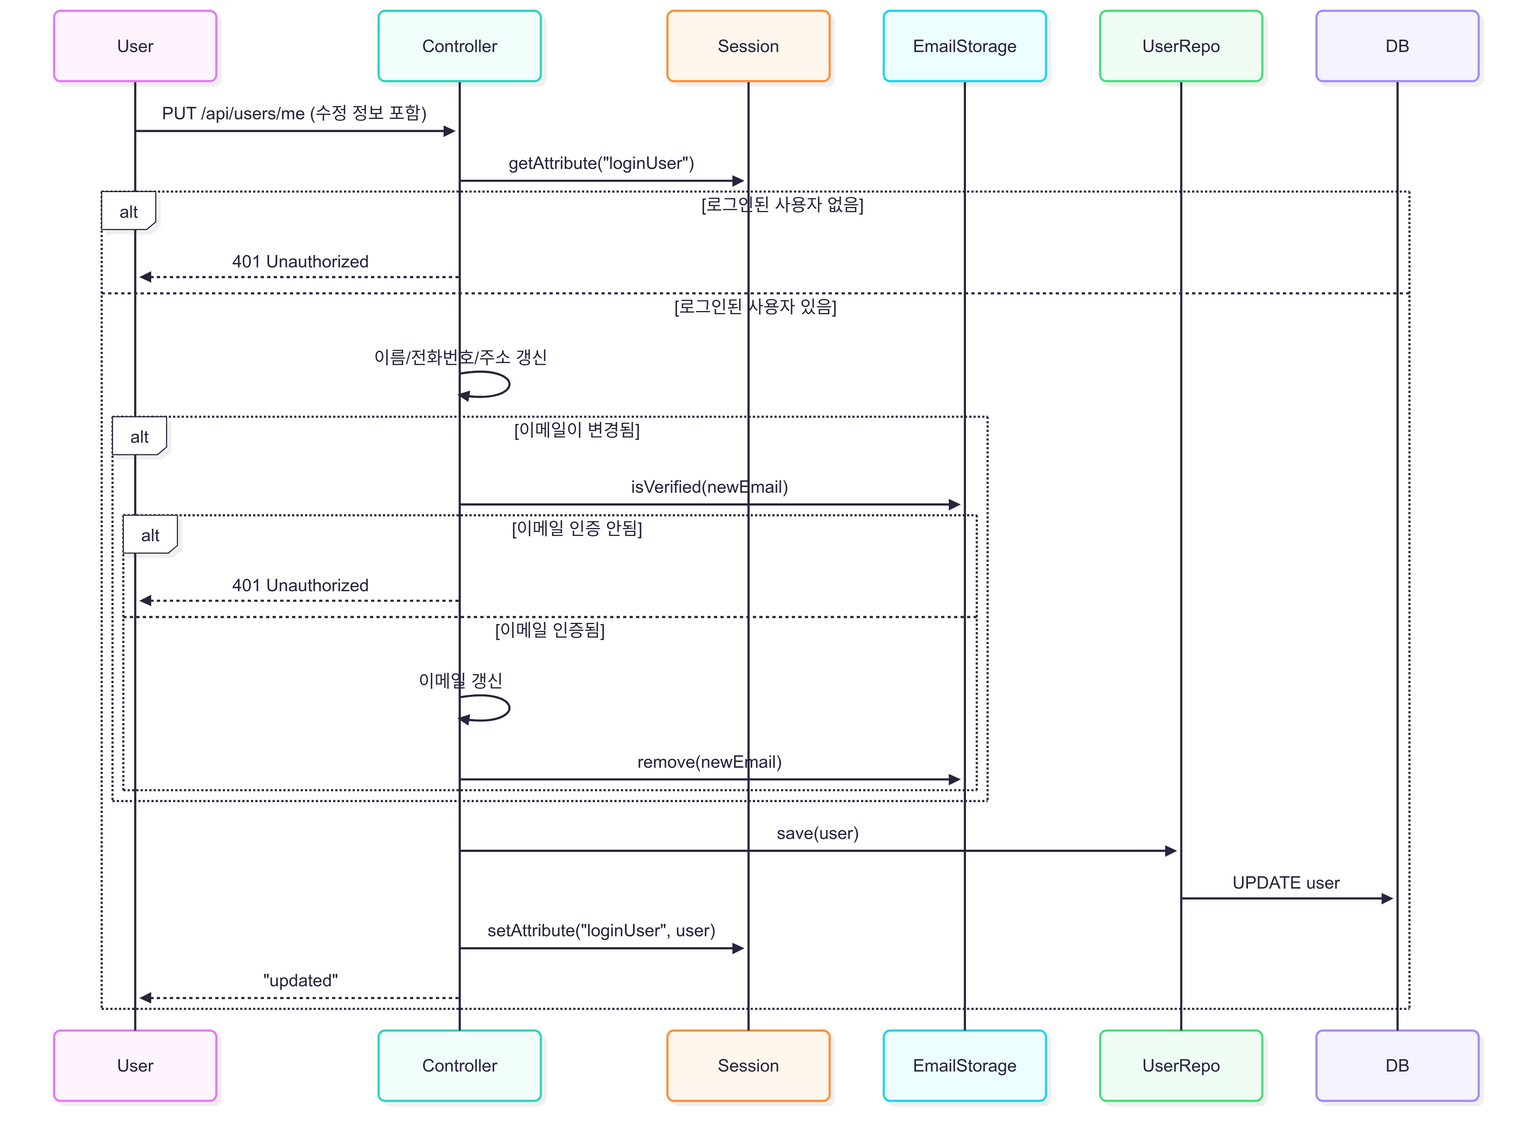 User
Controller
Session
EmailStorage
UserRepo
DB
PUT /api/users/me (수정 정보 포함)
getAttribute("loginUser")
alt
[로그인된 사용자 없음]
401 Unauthorized
[로그인된 사용자 있음]
이름/전화번호/주소 갱신
alt
[이메일이 변경됨]
isVerified(newEmail)
alt
[이메일 인증 안됨]
401 Unauthorized
[이메일 인증됨]
이메일 갱신
remove(newEmail)
save(user)
UPDATE user
setAttribute("loginUser", user)
"updated"
User
Controller
Session
EmailStorage
UserRepo
DB